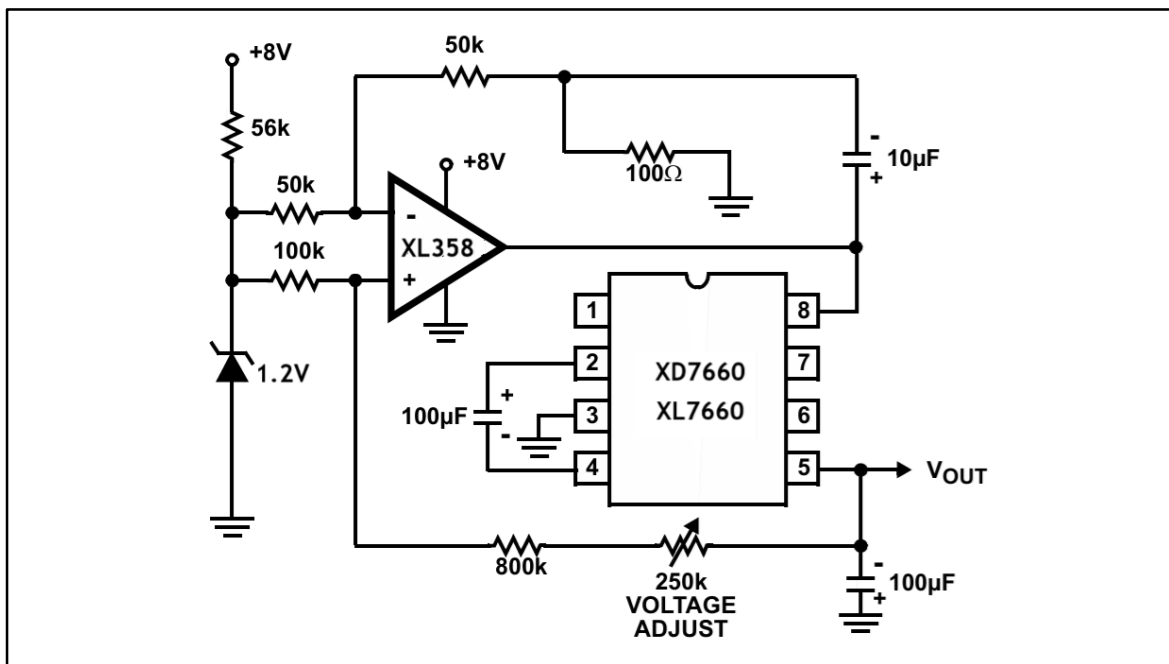 +8V
50k
56k
-
10µF
+
100Ω
+8V
50k
-
XL358
100k
+
1.2V
1
8
2
7
XD7660
XL7660
+
100µF
-
3
6
4
5
VOUT
800k
250k
VOLTAGE
ADJUST
-
100µF
+